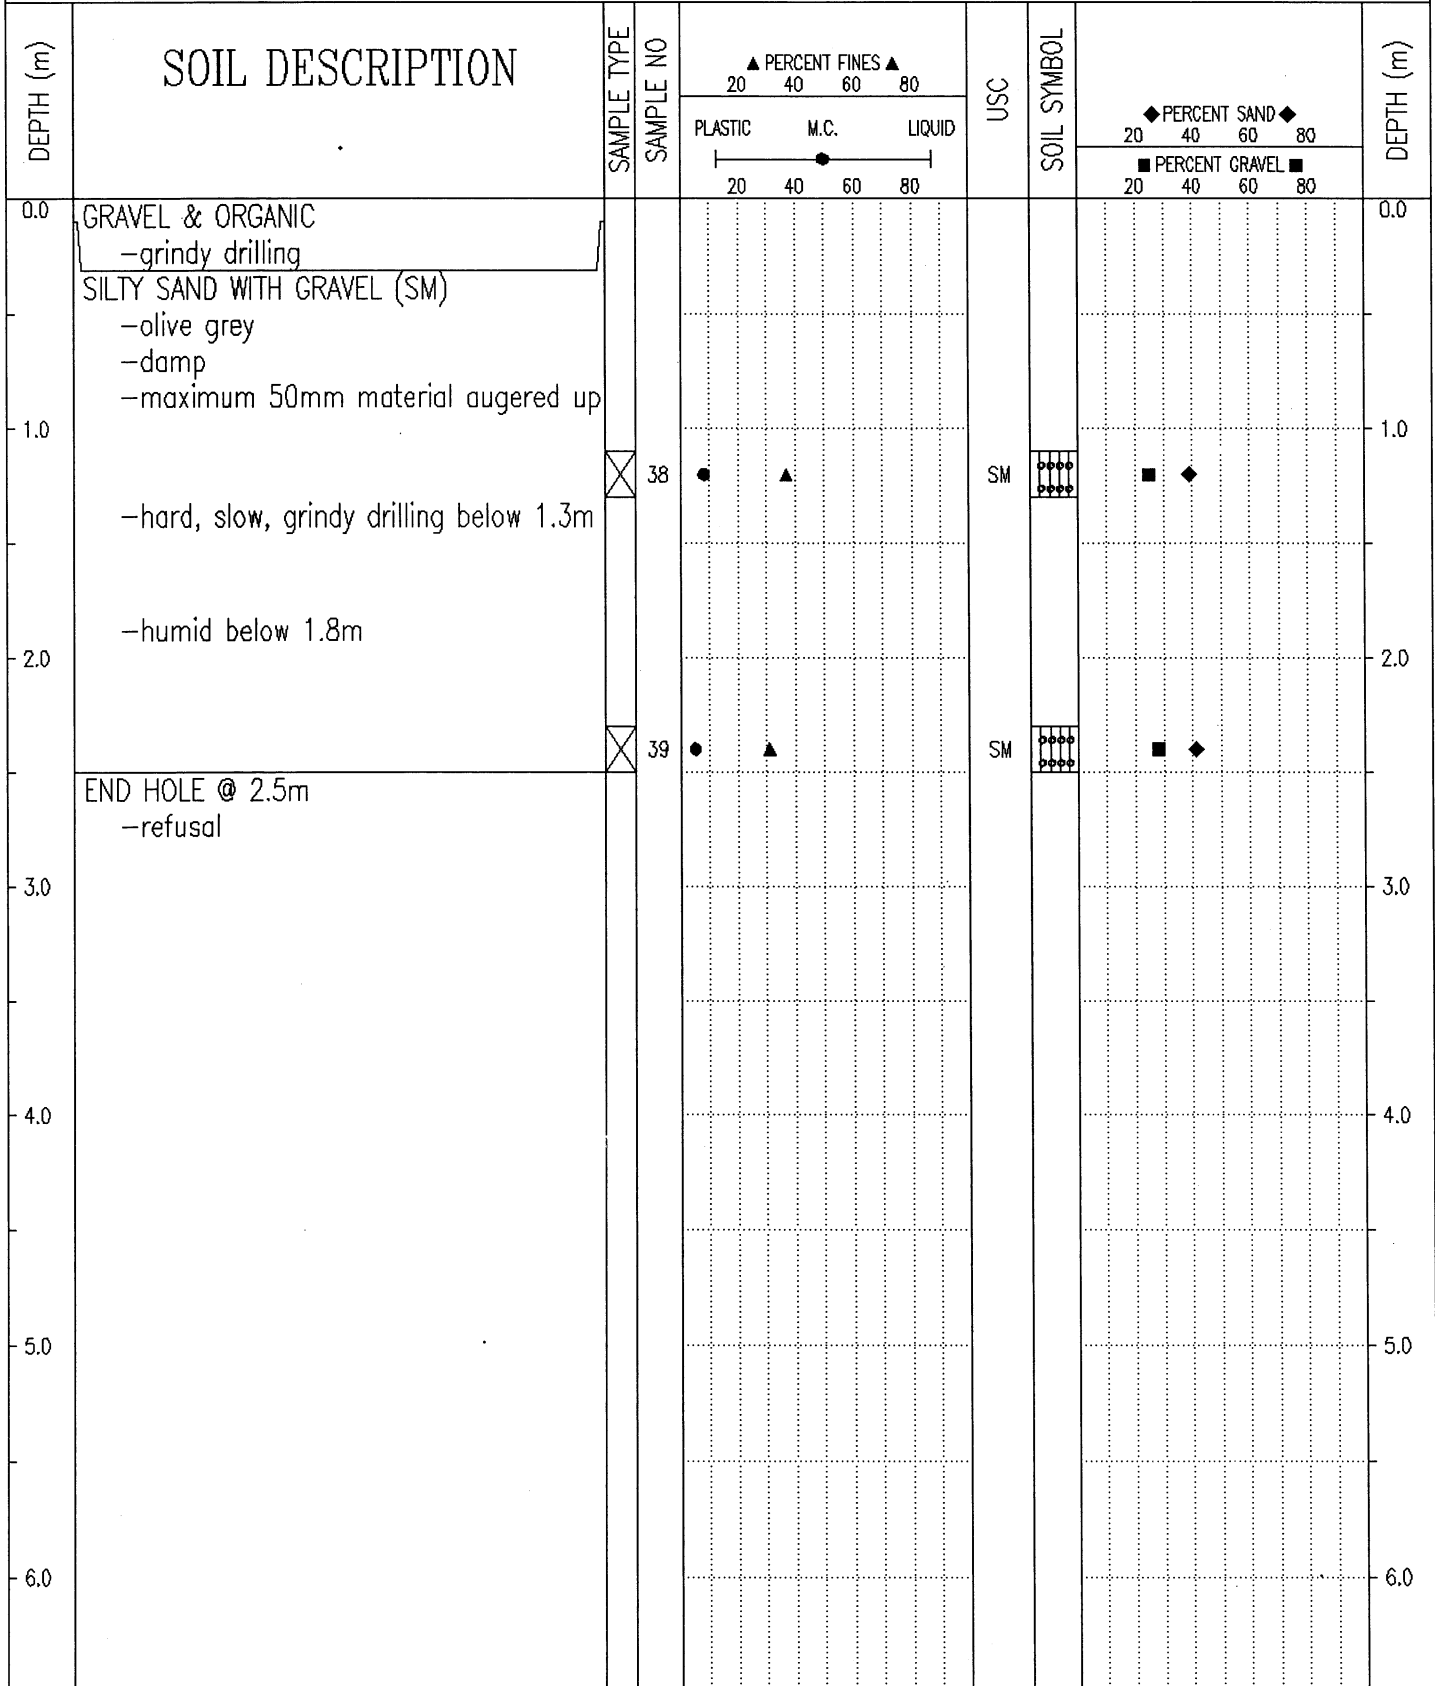 DEPTH (m)
SOIL DESCRIPTION
SAMPLE TYPE
SAMPLE NO
▲ PERCENT FINES ▲
20 40 60 80
PLASTIC M.C. LIQUID
20 40 60 80
USC
SOIL SYMBOL
◆ PERCENT SAND ◆
20 40 60 80
■ PERCENT GRAVEL ■
20 40 60 80
DEPTH (m)
0.0 GRAVEL & ORGANIC 0.0
-grindy drilling
SILTY SAND WITH GRAVEL (SM)
-olive grey
-damp
-maximum 50mm material augered up
1.0 1.0
38 SM
-hard, slow, grindy drilling below 1.3m
-humid below 1.8m
2.0 2.0
39 SM
END HOLE @ 2.5m
-refusal
3.0 3.0
4.0 4.0
5.0 5.0
6.0 6.0